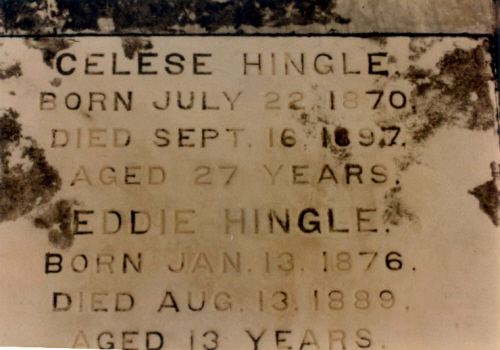 CELESE HINGLE.
BORN JULY 22 1870.
DIED SEPT. 16, 1897.
AGED 27 YEARS.
EDDIE HINGLE.
BORN JAN. 13. 1876.
DIED AUG. 13. 1889.
AGED 13 YEARS.